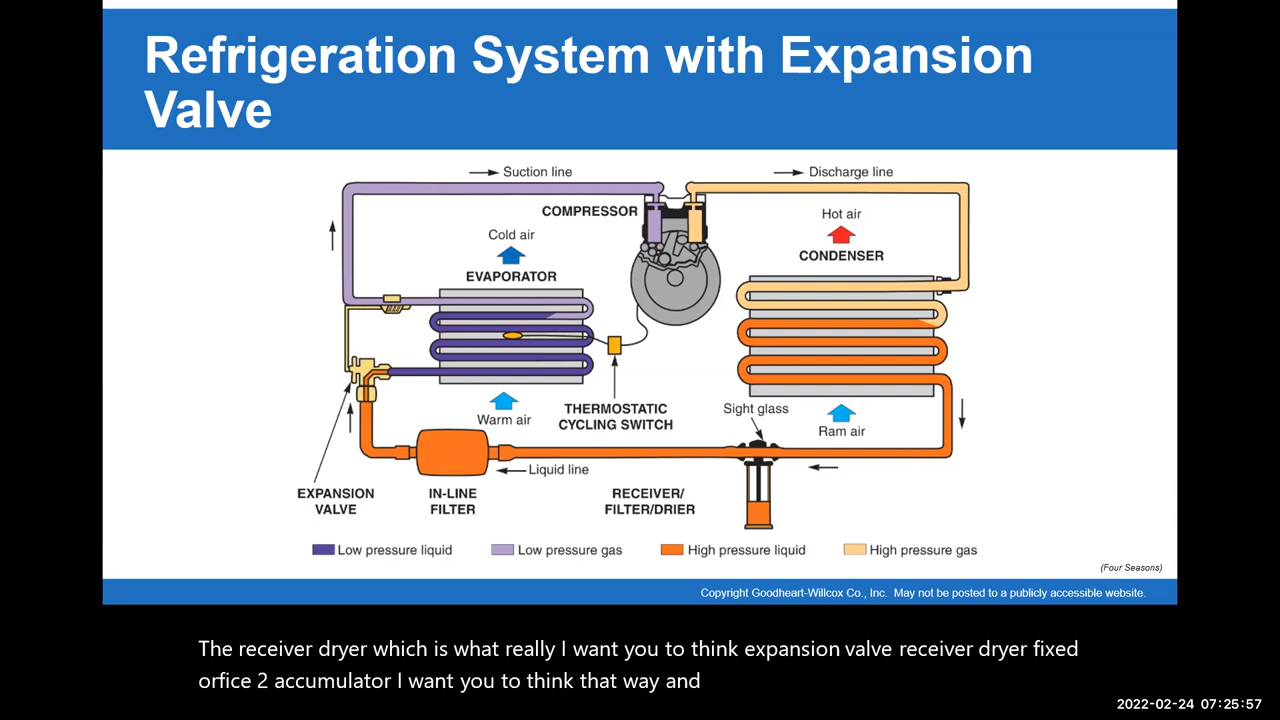 Refrigeration System with Expansion
Valve
Suction line
Discharge line
COMPRESSOR
Hot air
Cold air
CONDENSER
EVAPORATOR
THERMOSTATIC
CYCLING SWITCH
Sight glass
Warm air
Ram air
Liquid line
EXPANSION
VALVE
IN-LINE
FILTER
RECEIVER/
FILTER/DRIER
Low pressure liquid
Low pressure gas
High pressure liquid
High pressure gas
(Four Seasons)
Copyright Goodheart-Willcox Co., Inc. May not be posted to a publicly accessible website.
The receiver dryer which is what really I want you to think expansion valve receiver dryer fixed
orfice 2 accumulator I want you to think that way and
2022-02-24 07:25:57